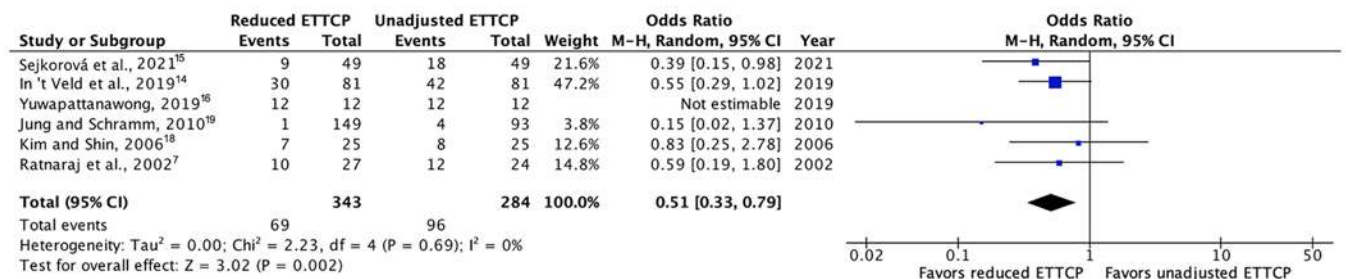 Reduced ETTCP Unadjusted ETTCP Odds Ratio Odds Ratio
Study or Subgroup Events Total Events Total Weight M-H, Random, 95% CI Year M-H, Random, 95% CI
Sejkorová et al., 2021¹⁵ 9 49 18 49 21.6% 0.39 [0.15, 0.98] 2021
In 't Veld et al., 2019¹⁴ 30 81 42 81 47.2% 0.55 [0.29, 1.02] 2019
Yuwapattanawong, 2019¹⁶ 12 12 12 12 Not estimable 2019
Jung and Schramm, 2010¹⁹ 1 149 4 93 3.8% 0.15 [0.02, 1.37] 2010
Kim and Shin, 2006¹⁸ 7 25 8 25 12.6% 0.83 [0.25, 2.78] 2006
Ratnaraj et al., 2002⁷ 10 27 12 24 14.8% 0.59 [0.19, 1.80] 2002
Total (95% CI) 343 284 100.0% 0.51 [0.33, 0.79]
Total events 69 96
Heterogeneity: Tau² = 0.00; Chi² = 2.23, df = 4 (P = 0.69); I² = 0%
Test for overall effect: Z = 3.02 (P = 0.002)
0.02 0.1 1 10 50
Favors reduced ETTCP Favors unadjusted ETTCP